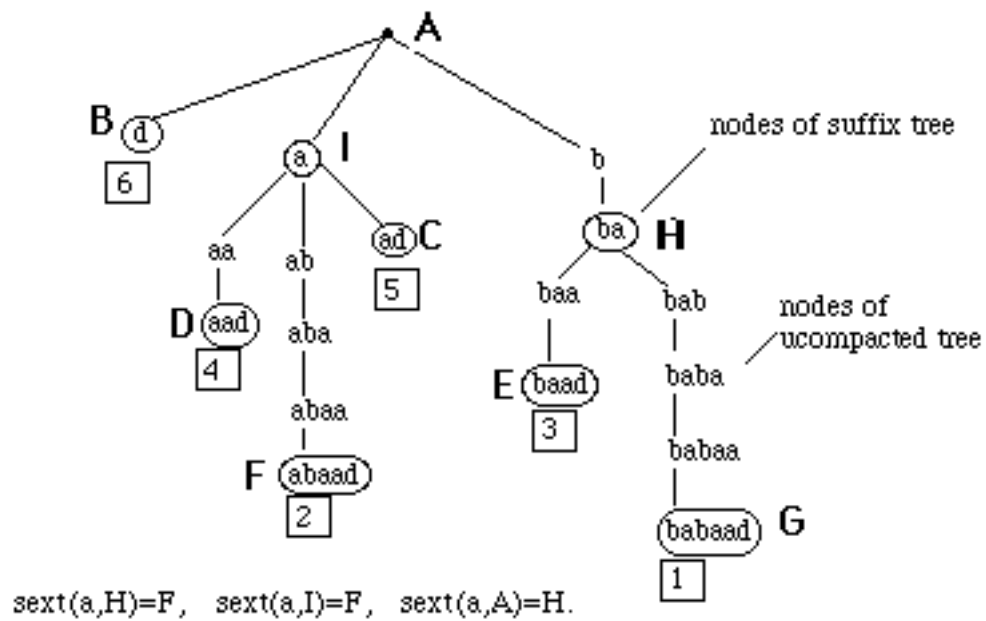 A
B
d
6
a
I
b
nodes of suffix tree
ba
H
aa
ab
ad
C
5
baa
bab
nodes of
ucompacted tree
D
aad
4
aba
baba
E
baad
3
abaa
babaa
F
abaad
2
babaad
G
1
sext(a,H)=F, sext(a,I)=F, sext(a,A)=H.